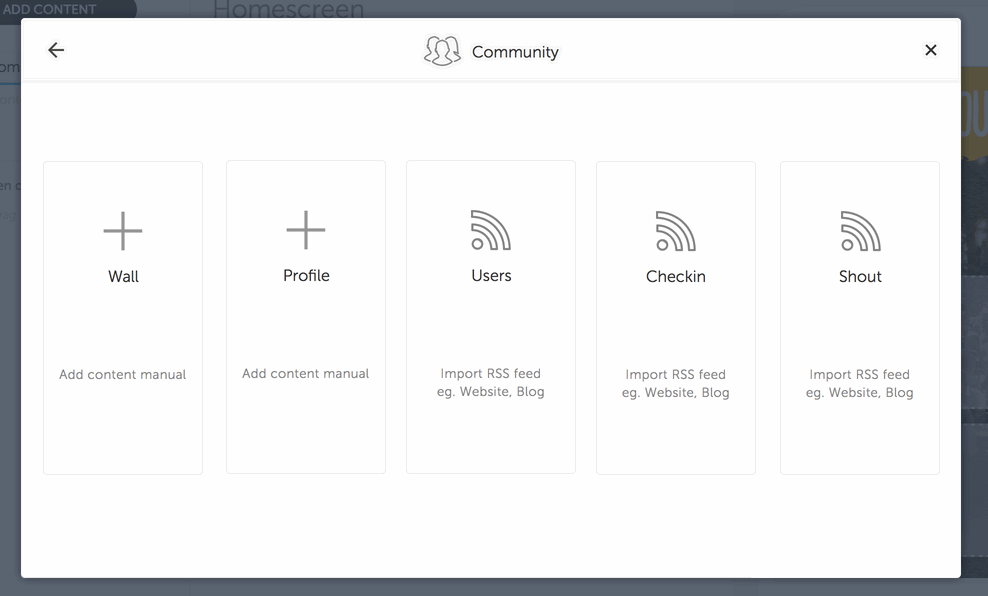 ADD CONTENT
Homescreen
Community
Wall
Add content manual
Profile
Add content manual
Users
Import RSS feed
eg. Website, Blog
Checkin
Import RSS feed
eg. Website, Blog
Shout
Import RSS feed
eg. Website, Blog